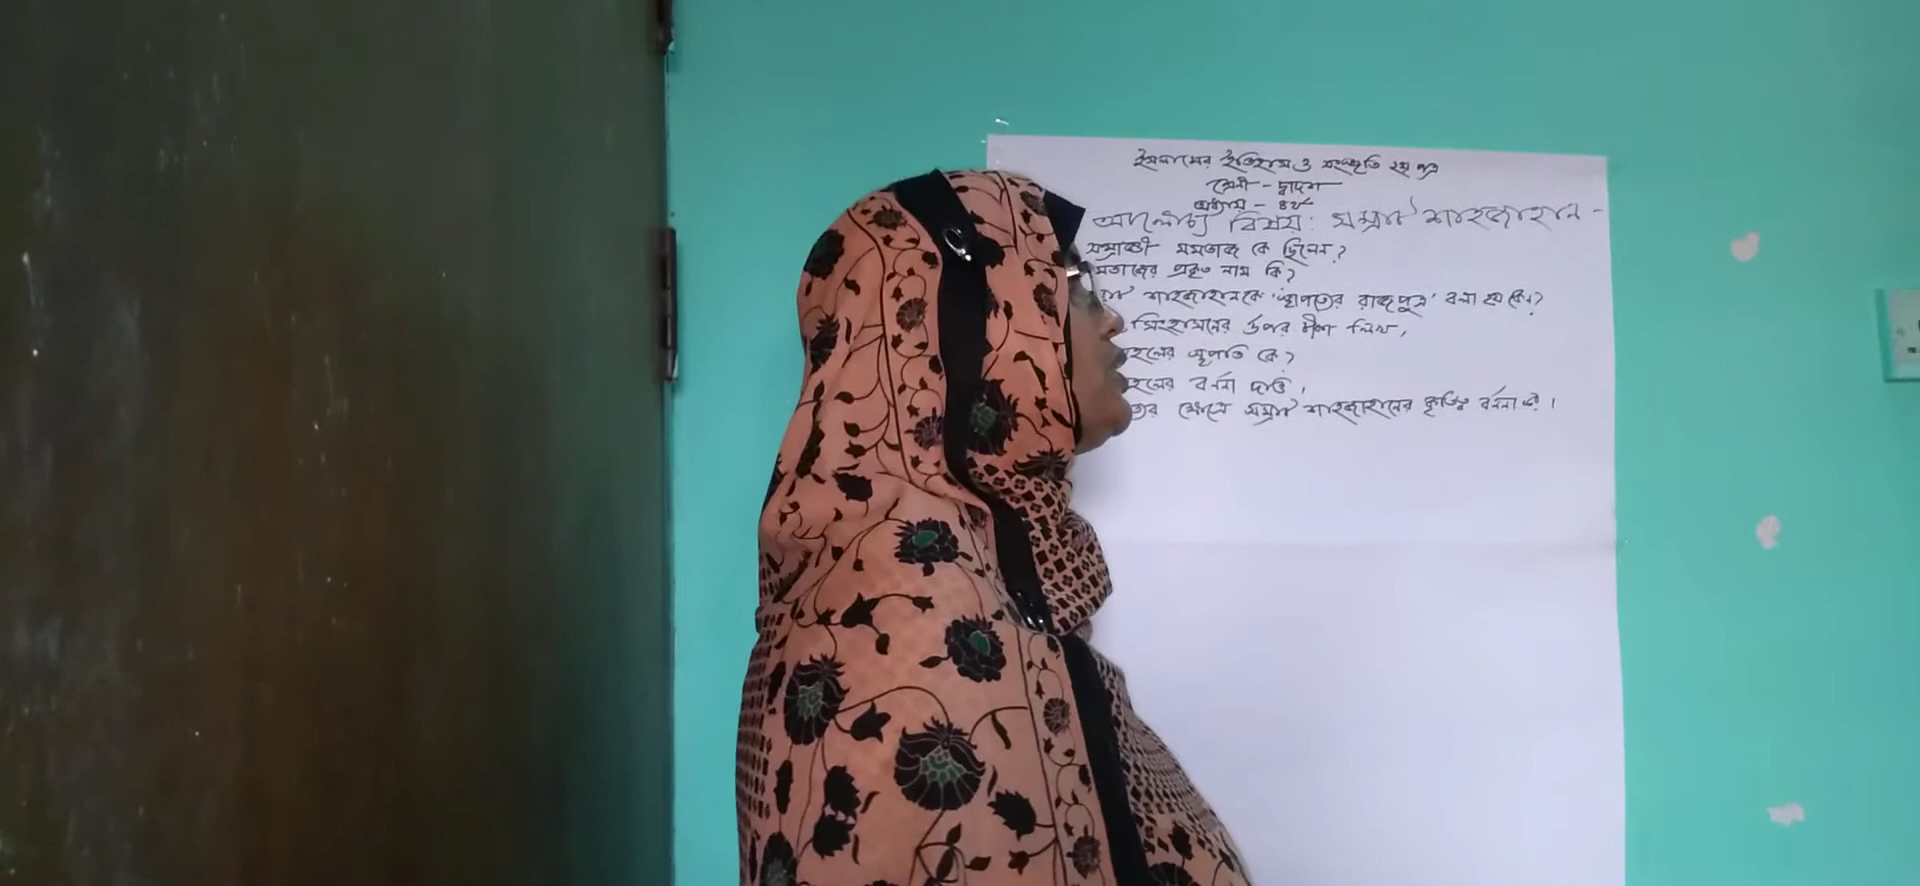 ইসলামের ইতিহাস ও সংস্কৃতি ২য় পত্র
শ্রেণী - দ্বাদশ
অধ্যায় - ৪র্থ
আলোচ্য বিষয়: সম্রাট শাহজাহান -
সম্রাজ্ঞী মমতাজ কে ছিলেন?
মতাজের প্রকৃত নাম কি?
শাহজাহানকে 'স্থাপত্যের রাজপুত্র' বলা হয় কেন?
সিংহাসনের উপর টীকা লিখ,
হলের স্থপতি কে?
হলের বর্ণনা দাও,
ক্ষেত্রে সম্রাট শাহজাহানের কৃতিত্ব বর্ণনা কর।